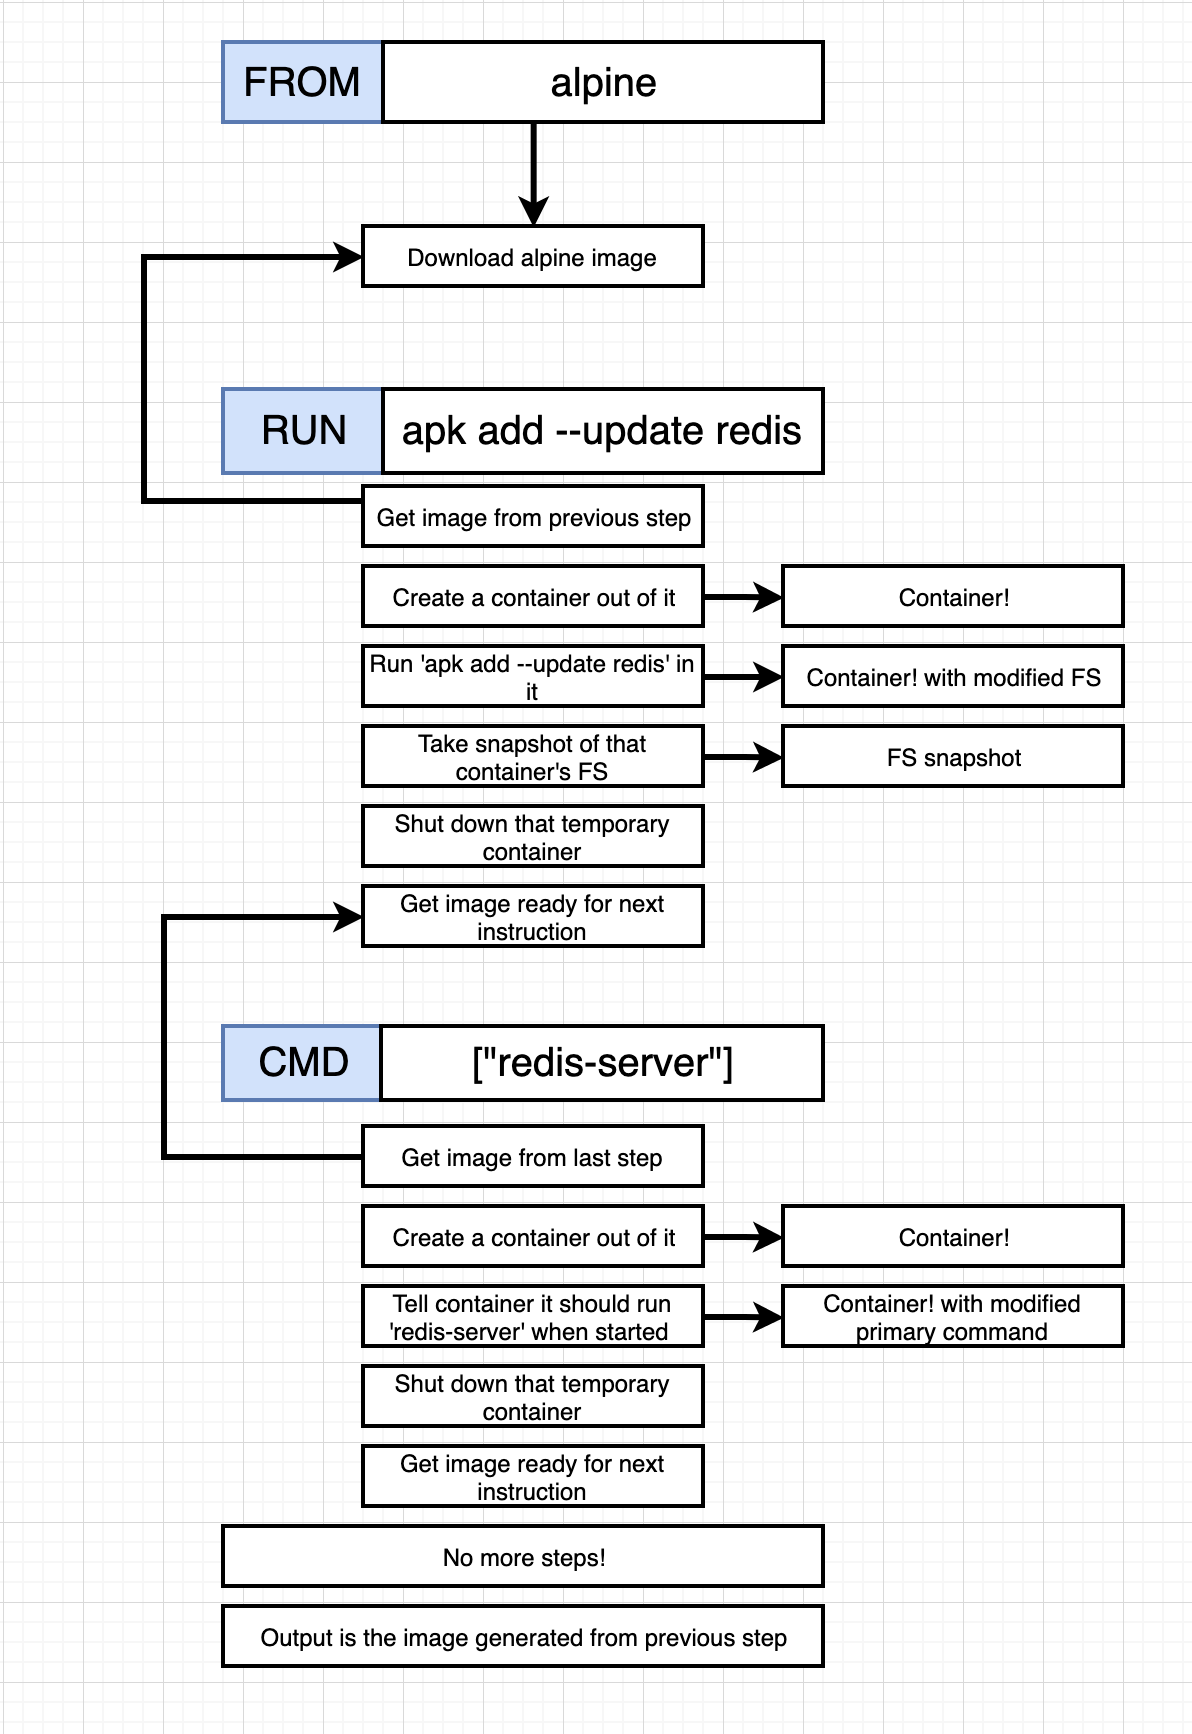 FROM alpine
Download alpine image
RUN apk add --update redis
Get image from previous step
Create a container out of it
Container!
Run 'apk add --update redis' in
it
Container! with modified FS
Take snapshot of that
container's FS
FS snapshot
Shut down that temporary
container
Get image ready for next
instruction
CMD ["redis-server"]
Get image from last step
Create a container out of it
Container!
Tell container it should run
'redis-server' when started
Container! with modified
primary command
Shut down that temporary
container
Get image ready for next
instruction
No more steps!
Output is the image generated from previous step